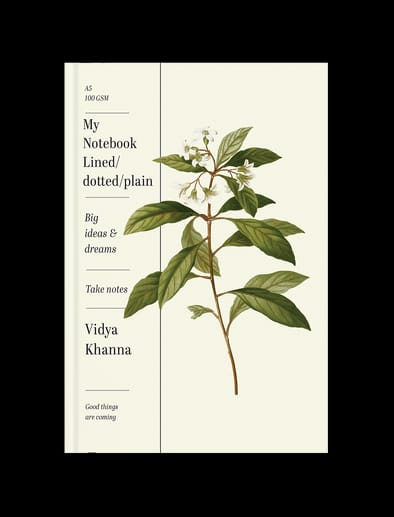 A5
100 GSM
My
Notebook
Lined/
dotted/plain
Big
ideas &
dreams
Take notes
Vidya
Khanna
Good things
are coming